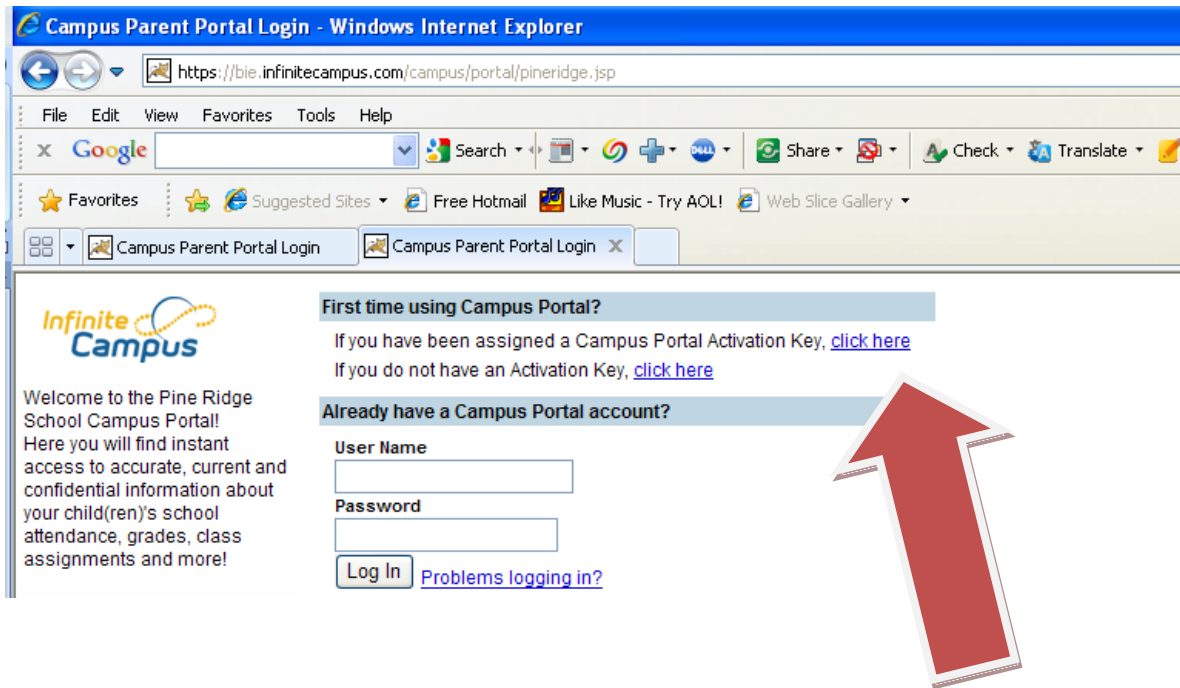 Campus Parent Portal Login - Windows Internet Explorer
https://bie.infinitecampus.com/campus/portal/pineridge.jsp
File Edit View Favorites Tools Help
x Google Search DELL Share Check Translate
Favorites Suggested Sites Free Hotmail Like Music - Try AOL! Web Slice Gallery
Campus Parent Portal Login Campus Parent Portal Login X
Infinite
Campus
Welcome to the Pine Ridge
School Campus Portal!
Here you will find instant
access to accurate, current and
confidential information about
your child(ren)'s school
attendance, grades, class
assignments and more!
First time using Campus Portal?
If you have been assigned a Campus Portal Activation Key, click here
If you do not have an Activation Key, click here
Already have a Campus Portal account?
User Name
Password
Log In Problems logging in?